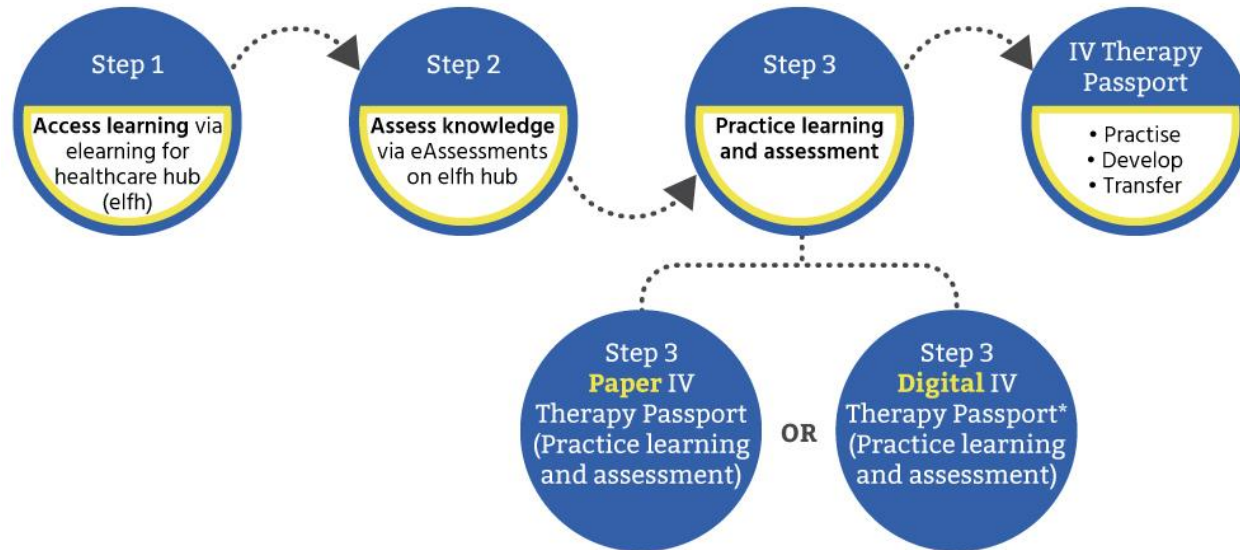 Step 1
Access learning via
elearning for
healthcare hub
(elfh)
Step 2
Assess knowledge
via eAssessments
on elfh hub
Step 3
Practice learning
and assessment
IV Therapy
Passport
• Practise
• Develop
• Transfer
Step 3
Paper IV
Therapy Passport
(Practice learning
and assessment)
OR
Step 3
Digital IV
Therapy Passport*
(Practice learning
and assessment)